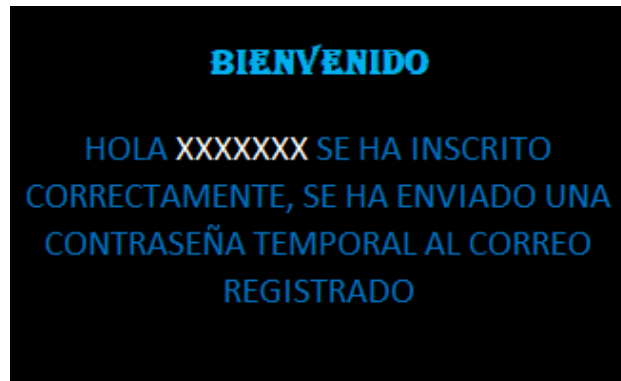 BIENVENIDO
HOLA XXXXXXX SE HA INSCRITO
CORRECTAMENTE, SE HA ENVIADO UNA
CONTRASEÑA TEMPORAL AL CORREO
REGISTRADO